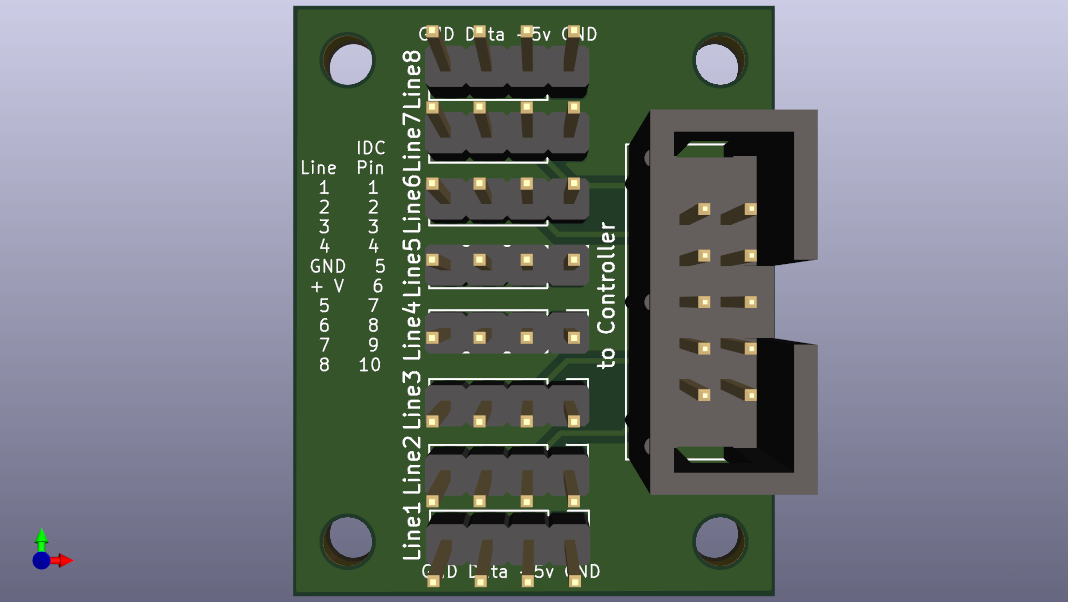 GND Data +5v GND
Line8
Line7
Line6
Line5
Line4
Line3
Line2
Line1
IDC
Line Pin
1 1
2 2
3 3
4 4
GND 5
+ V 6
5 7
6 8
7 9
8 10
to Controller
GND Data +5v GND